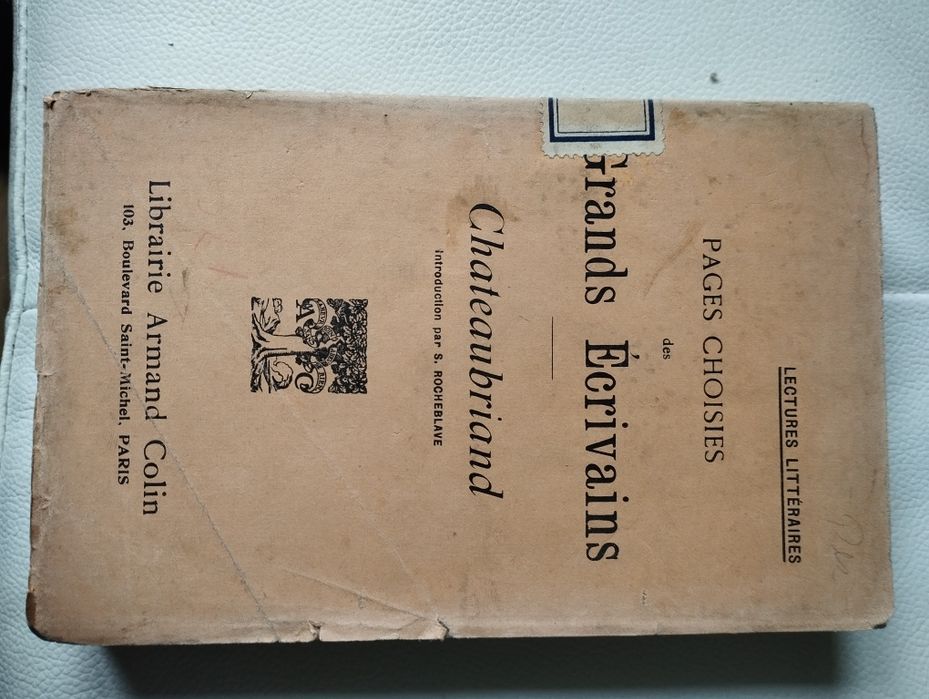 LECTURES LITTÉRAIRES
PAGES CHOISIES
des
Grands Écrivains
Chateaubriand
Introduction par S. ROCHEBLAVE
Librairie Armand Colin
103, Boulevard Saint-Michel, PARIS